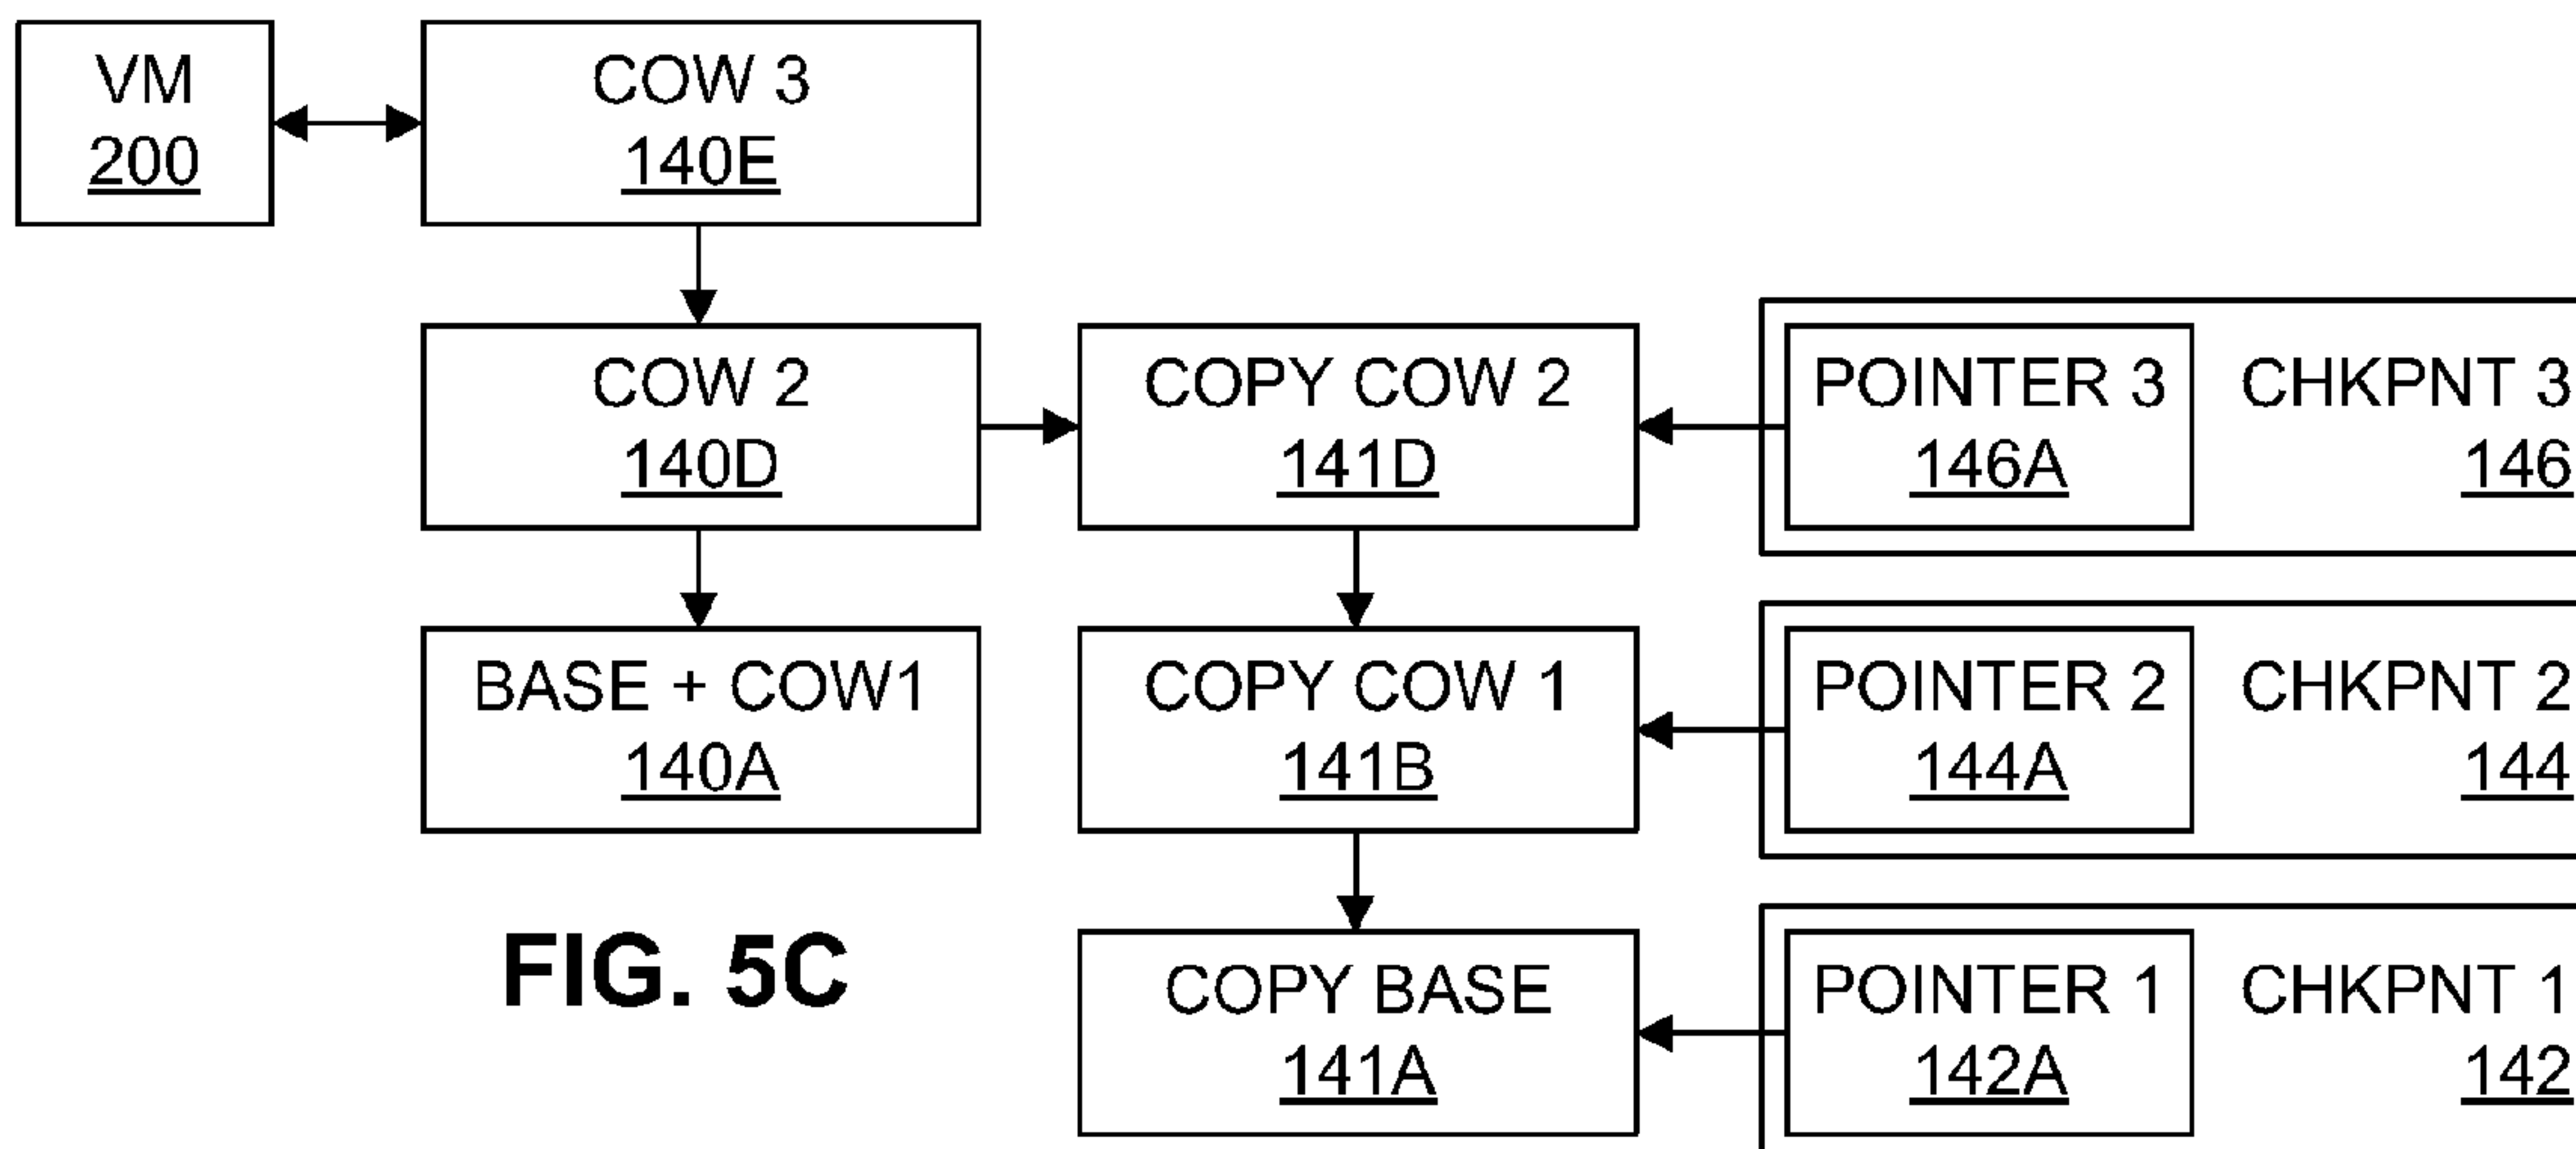 VM
200
COW 3
140E
COW 2
140D
COPY COW 2
141D
POINTER 3
146A
CHKPNT 3
146
BASE + COW1
140A
COPY COW 1
141B
POINTER 2
144A
CHKPNT 2
144
FIG. 5C
COPY BASE
141A
POINTER 1
142A
CHKPNT 1
142